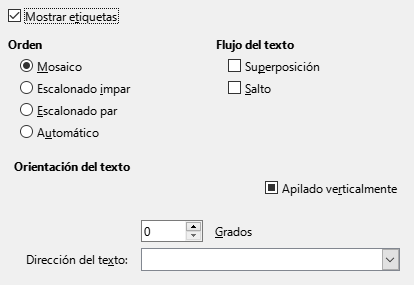 Mostrar etiquetas
Orden
Flujo del texto
Mosaico
Superposición
Escalonado impar
Salto
Escalonado par
Automático
Orientación del texto
Apilado verticalmente
0 Grados
Dirección del texto: